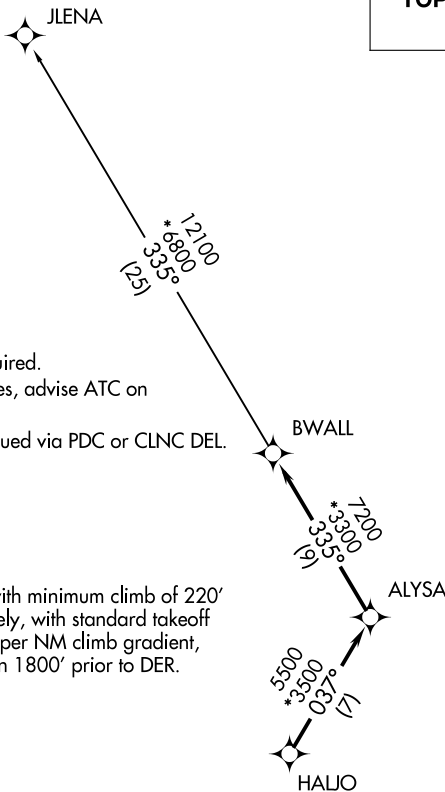 TOP
JLENA
12100
*6800
335°
(25)
uired.
es, advise ATC on
ued via PDC or CLNC DEL.
BWALL
7200
*3300
335°
(9)
ith minimum climb of 220'
ely, with standard takeoff
per NM climb gradient,
n 1800' prior to DER.
ALYSA
5500
*3500
037°
(7)
HALJO